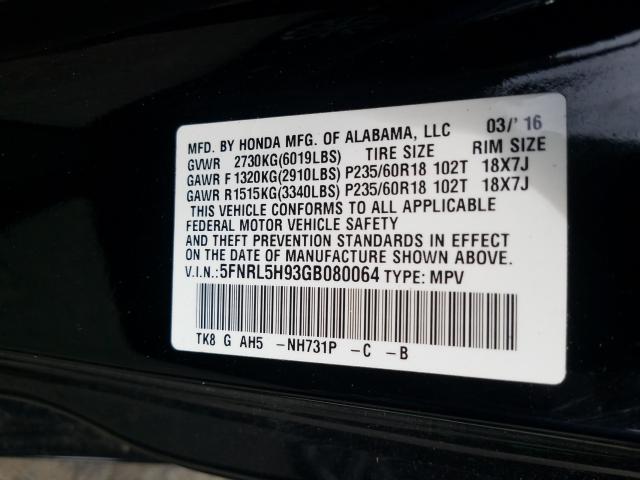 MFD. BY HONDA MFG. OF ALABAMA, LLC 03/' 16
GVWR 2730KG(6019LBS) TIRE SIZE RIM SIZE
GAWR F1320KG(2910LBS) P235/60R18 102T 18X7J
GAWR R1515KG(3340LBS) P235/60R18 102T 18X7J
THIS VEHICLE CONFORMS TO ALL APPLICABLE
FEDERAL MOTOR VEHICLE SAFETY
AND THEFT PREVENTION STANDARDS IN EFFECT
ON THE DATE OF MANUFACTURE SHOWN ABOVE.
V.I.N.: 5FNRL5H93GB080064 TYPE: MPV
TK8 G AH5 -NH731P -C -B